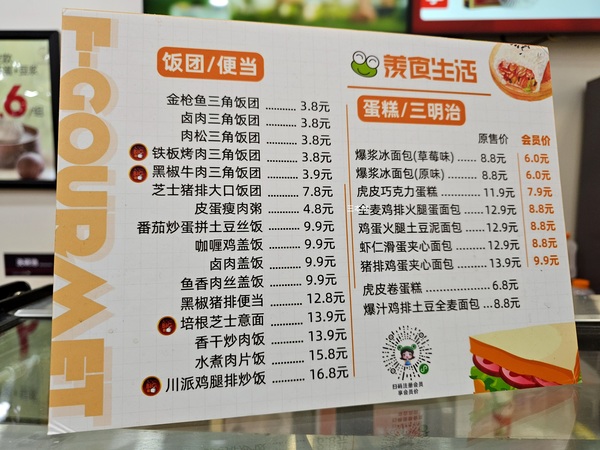 F-GOURMET
饭团/便当
金枪鱼三角饭团 ......... 3.8元
卤肉三角饭团 ......... 3.8元
肉松三角饭团 ......... 3.8元
铁板烤肉三角饭团 ......... 3.8元
黑椒牛肉三角饭团 ......... 3.9元
芝士猪排大口饭团 ......... 7.8元
皮蛋瘦肉粥 ......... 4.8元
番茄炒蛋拼土豆丝饭 ......... 9.9元
咖喱鸡盖饭 ......... 9.9元
卤肉盖饭 ......... 9.9元
鱼香肉丝盖饭 ......... 9.9元
黑椒猪排便当 ......... 12.8元
培根芝士意面 ......... 13.9元
香干炒肉饭 ......... 13.9元
水煮肉片饭 ......... 15.8元
川派鸡腿排炒饭 ......... 16.8元
羡食生活
蛋糕/三明治
原售价 会员价
爆浆冰面包(草莓味) ...... 8.8元 6.0元
爆浆冰面包(原味) ...... 8.8元 6.0元
虎皮巧克力蛋糕 ...... 11.9元 7.9元
全麦鸡排火腿蛋面包 ...... 12.9元 8.8元
鸡蛋火腿土豆泥面包 ...... 12.9元 8.8元
虾仁滑蛋夹心面包 ...... 12.9元 8.8元
猪排鸡蛋夹心面包 ...... 13.9元 9.9元
虎皮卷蛋糕 ...... 6.8元
爆汁鸡排土豆全麦面包 ...8.8元
扫码注册会员
享会员价
.6
/组